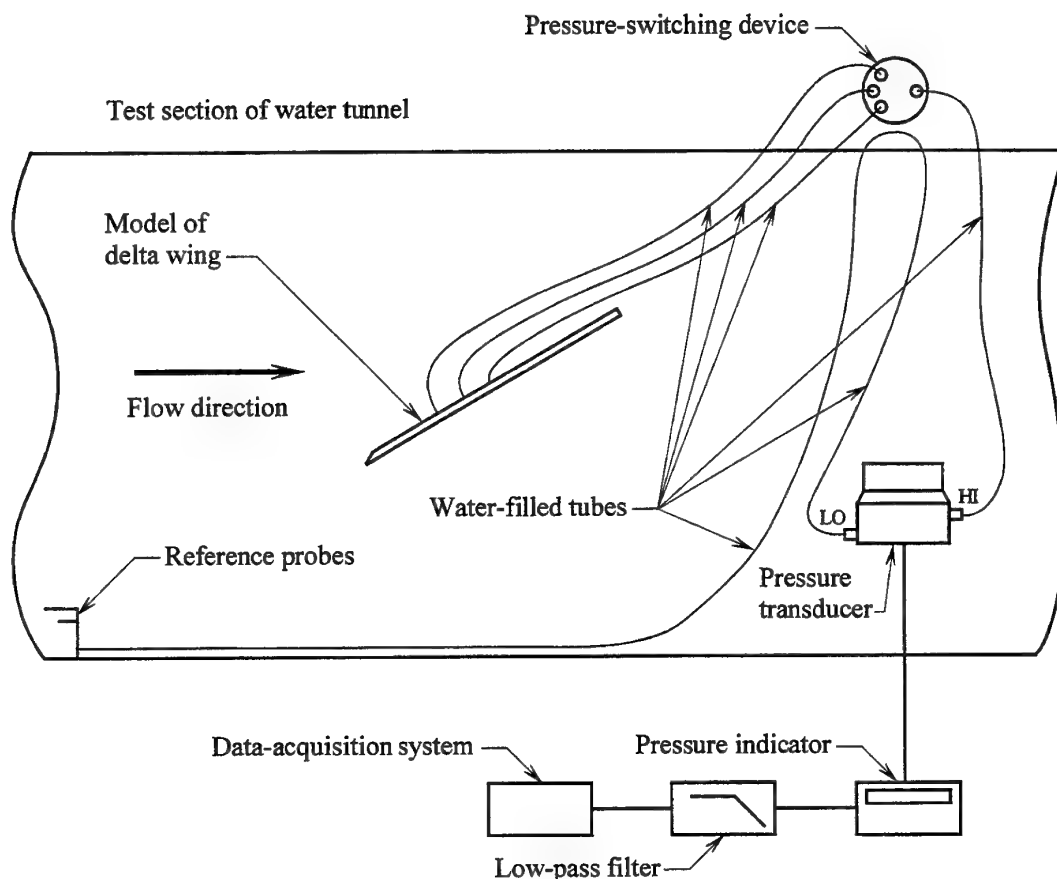 Pressure-switching device
Test section of water tunnel
Model of
delta wing
Flow direction
Water-filled tubes
HI
LO
Reference probes
Pressure
transducer
Data-acquisition system
Pressure indicator
Low-pass filter